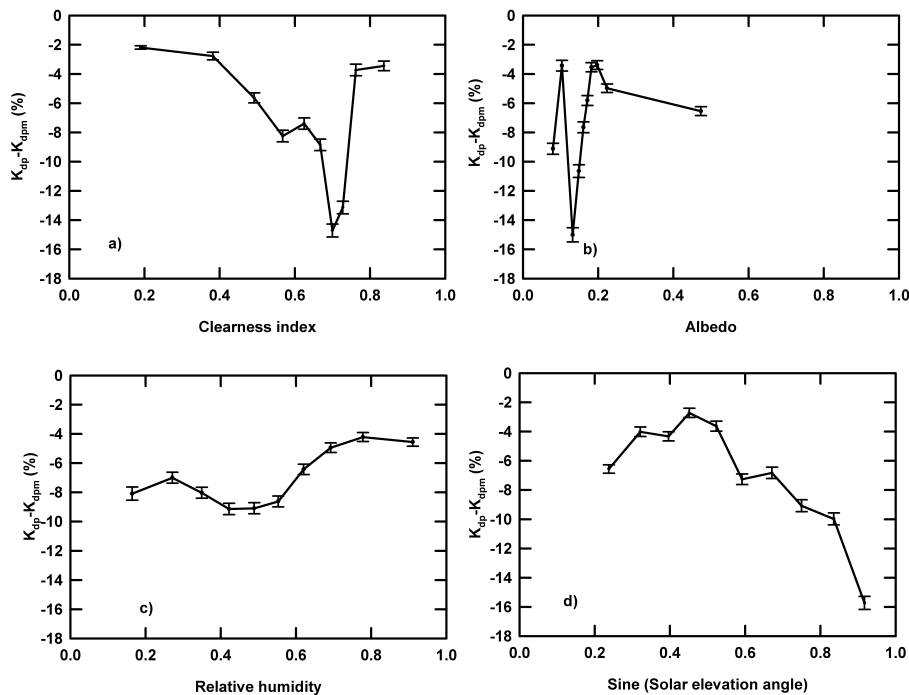 0
-2
-4
-6
-8
-10
-12
-14
-16
-18
K_dp-K_dpm (%)
a)
0.0 0.2 0.4 0.6 0.8 1.0
Clearness index
0
-2
-4
-6
-8
-10
-12
-14
-16
-18
K_dp-K_dpm (%)
b)
0.0 0.2 0.4 0.6 0.8 1.0
Albedo
0
-2
-4
-6
-8
-10
-12
-14
-16
-18
K_dp-K_dpm (%)
c)
0.0 0.2 0.4 0.6 0.8 1.0
Relative humidity
0
-2
-4
-6
-8
-10
-12
-14
-16
-18
K_dp-K_dpm (%)
d)
0.0 0.2 0.4 0.6 0.8 1.0
Sine (Solar elevation angle)